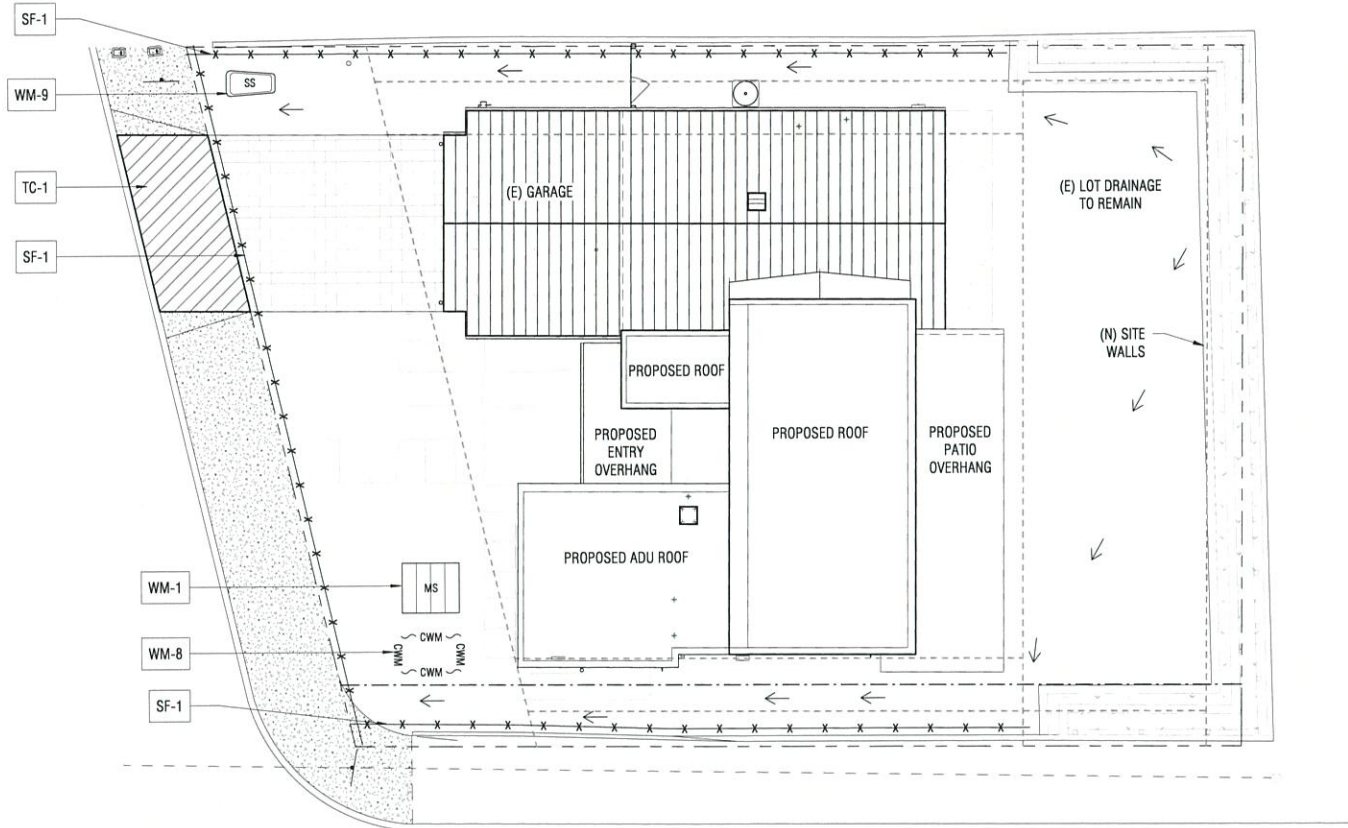 SF-1
WM-9
SS
TC-1
SF-1
(E) GARAGE
(E) LOT DRAINAGE
TO REMAIN
(N) SITE
WALLS
PROPOSED ROOF
PROPOSED
ENTRY
OVERHANG
PROPOSED ROOF
PROPOSED
PATIO
OVERHANG
PROPOSED ADU ROOF
WM-1
MS
WM-8
CWM
CWM
CWM
CWM
SF-1